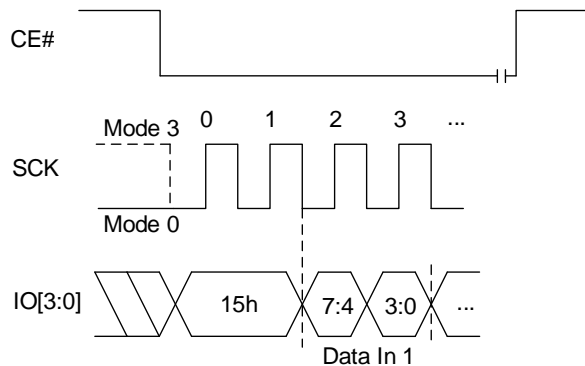 CE#
Mode 3 0 1 2 3 ...
SCK
Mode 0
IO[3:0] 15h 7:4 3:0 ...
Data In 1